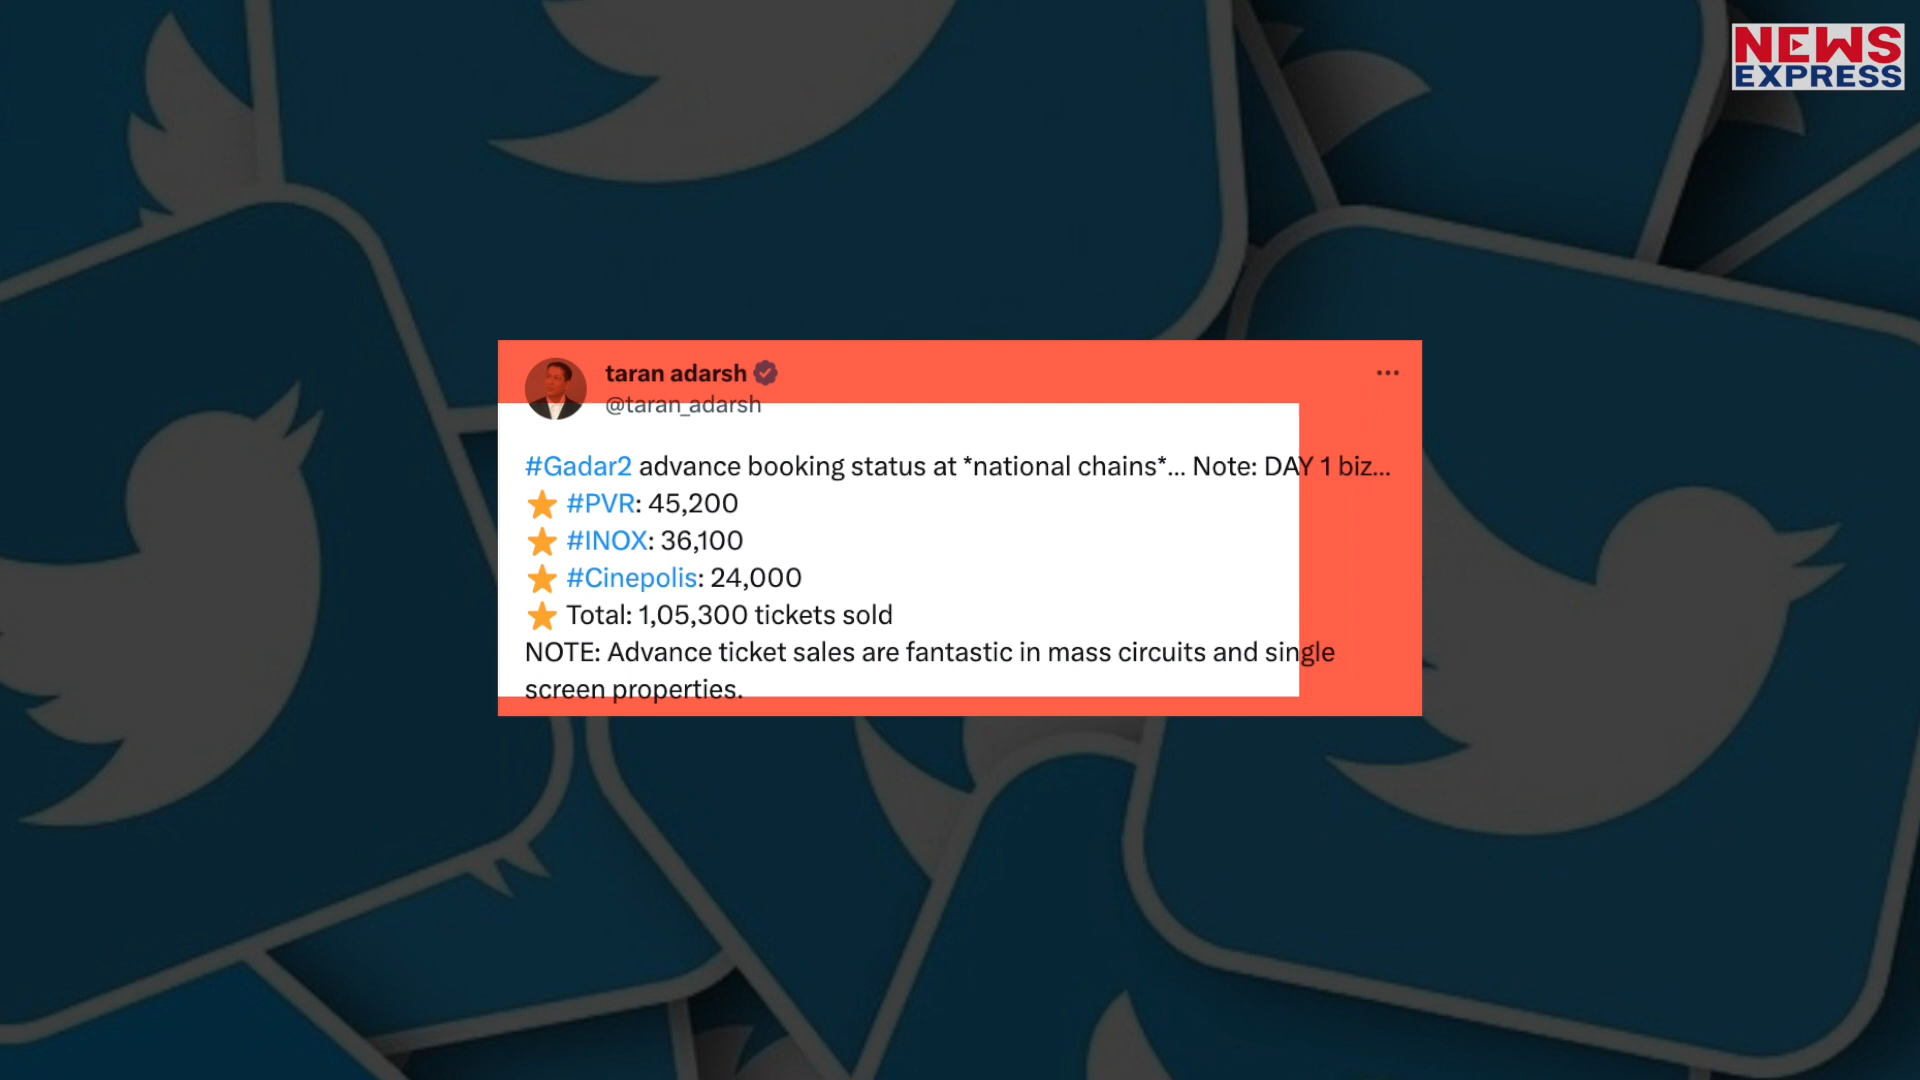 NEWS
EXPRESS
taran adarsh
@taran_adarsh
#Gadar2 advance booking status at *national chains*... Note: DAY 1 biz...
⭐ #PVR: 45,200
⭐ #INOX: 36,100
⭐ #Cinepolis: 24,000
⭐ Total: 1,05,300 tickets sold
NOTE: Advance ticket sales are fantastic in mass circuits and single
screen properties.